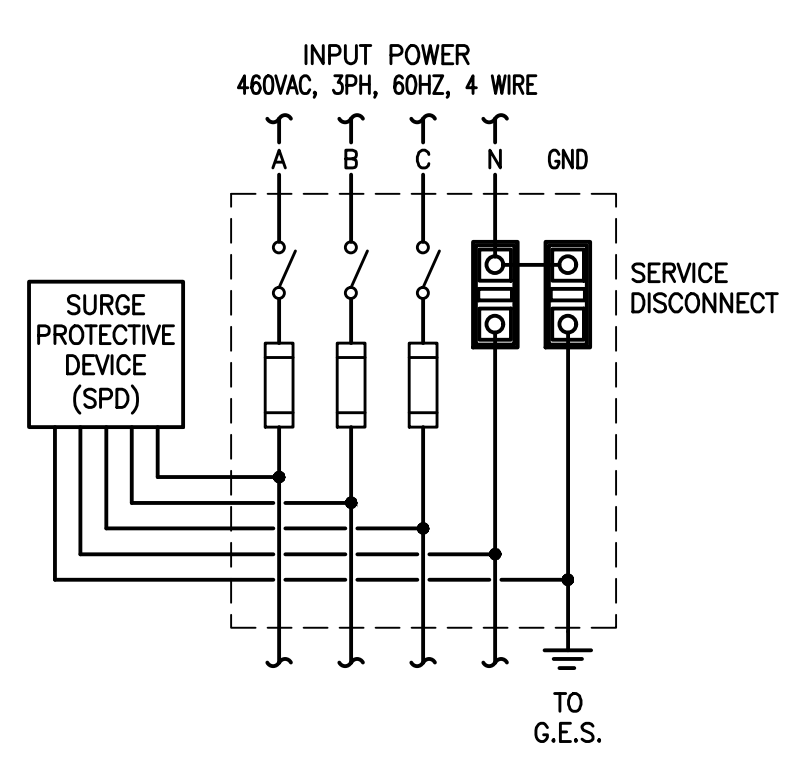 INPUT POWER
460VAC, 3PH, 60HZ, 4 WIRE
A B C N GND
SERVICE
DISCONNECT
SURGE
PROTECTIVE
DEVICE
(SPD)
TO
G.E.S.